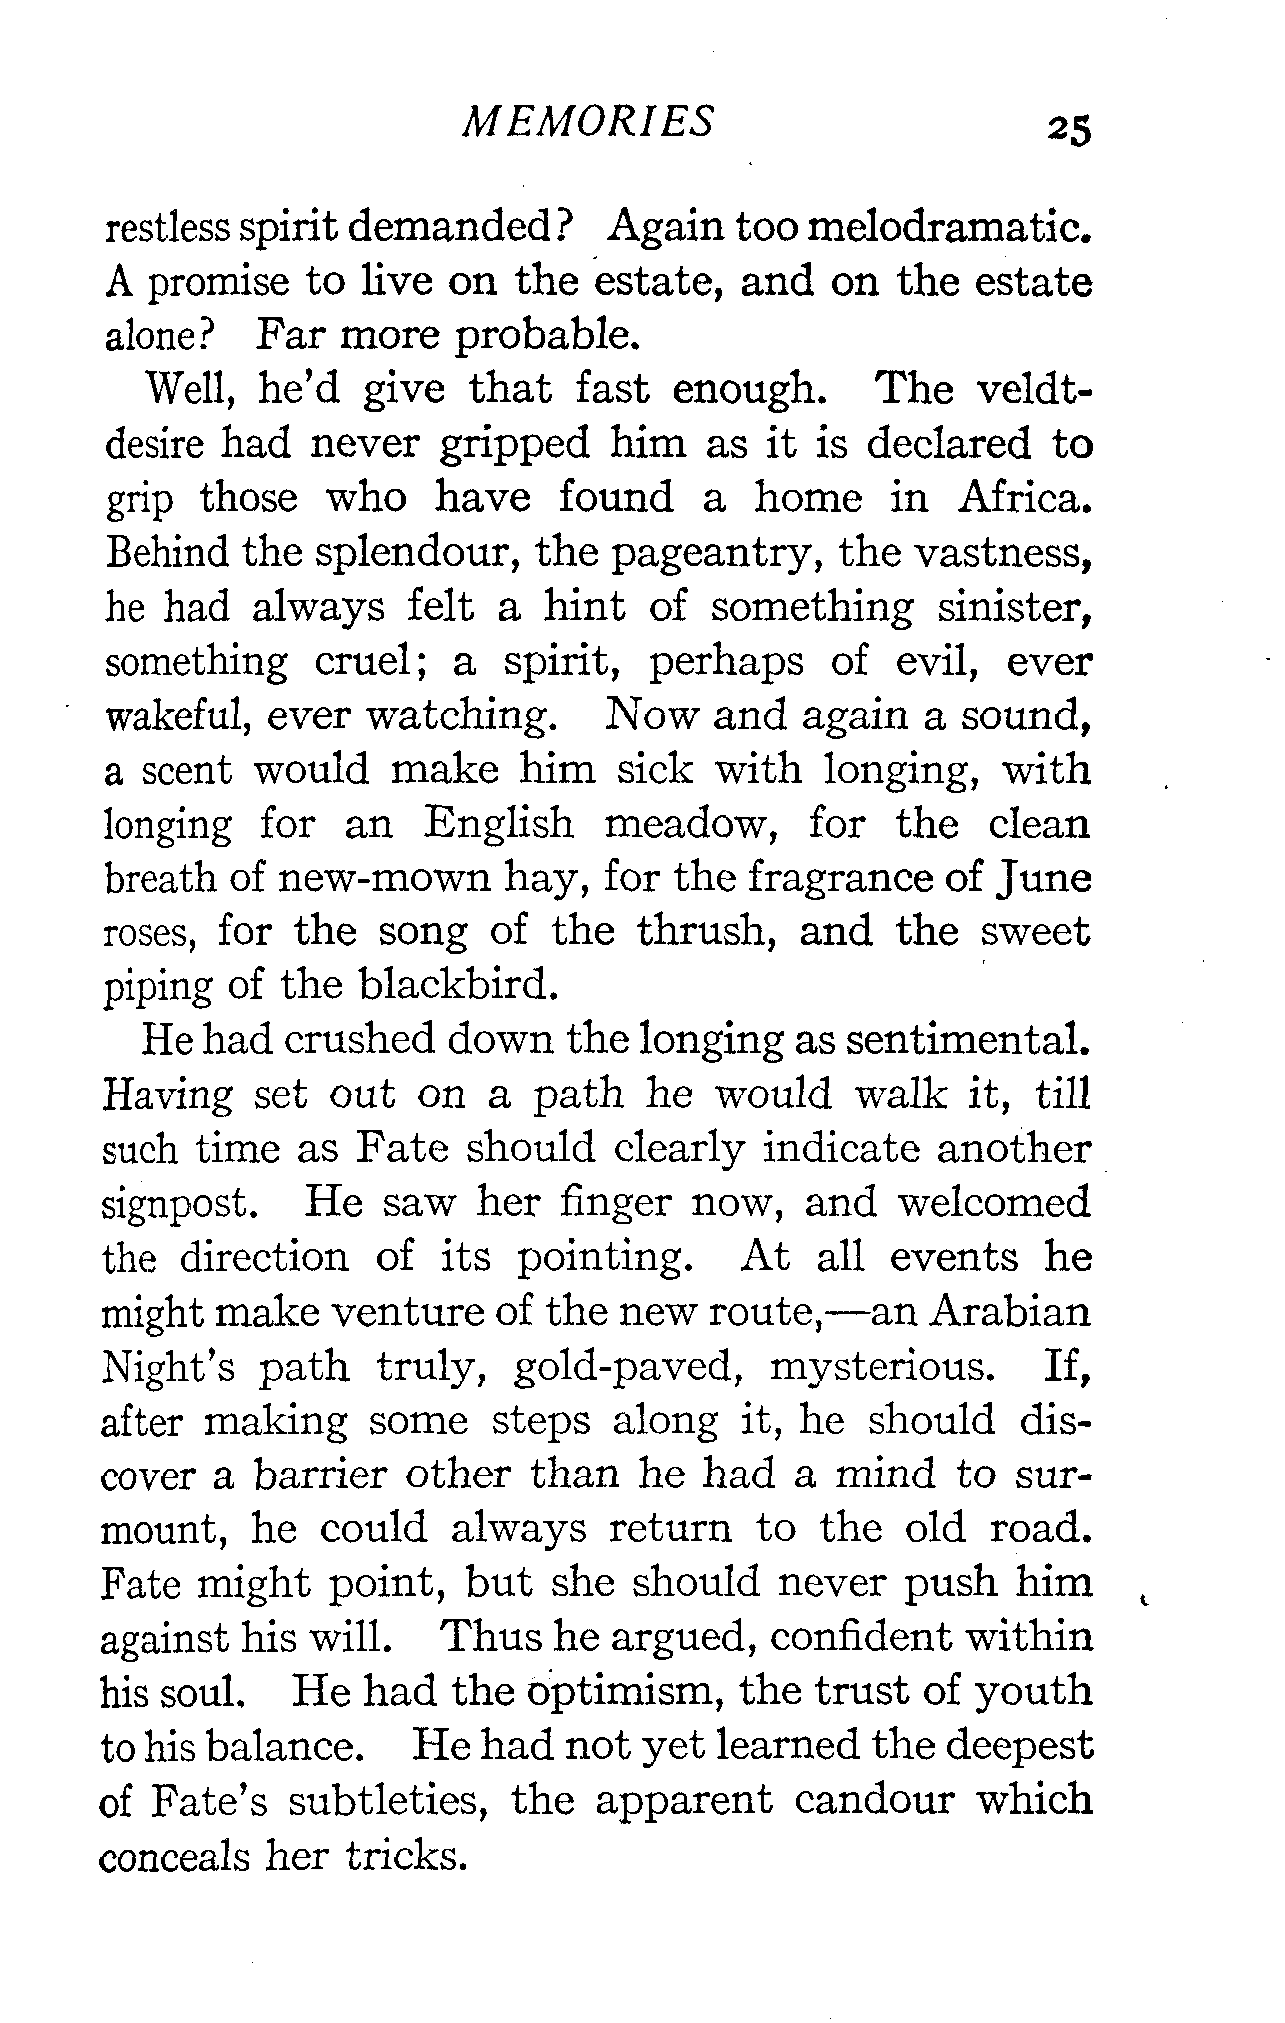 MEMORIES 25
restless spirit demanded? Again too melodramatic.
A promise to live on the estate, and on the estate
alone? Far more probable.
Well, he'd give that fast enough. The veldt-
desire had never gripped him as it is declared to
grip those who have found a home in Africa.
Behind the splendour, the pageantry, the vastness,
he had always felt a hint of something sinister,
something cruel; a spirit, perhaps of evil, ever
wakeful, ever watching. Now and again a sound,
a scent would make him sick with longing, with
longing for an English meadow, for the clean
breath of new-mown hay, for the fragrance of June
roses, for the song of the thrush, and the sweet
piping of the blackbird.
He had crushed down the longing as sentimental.
Having set out on a path he would walk it, till
such time as Fate should clearly indicate another
signpost. He saw her finger now, and welcomed
the direction of its pointing. At all events he
might make venture of the new route,—an Arabian
Night's path truly, gold-paved, mysterious. If,
after making some steps along it, he should dis-
cover a barrier other than he had a mind to sur-
mount, he could always return to the old road.
Fate might point, but she should never push him
against his will. Thus he argued, confident within
his soul. He had the optimism, the trust of youth
to his balance. He had not yet learned the deepest
of Fate's subtleties, the apparent candour which
conceals her tricks.